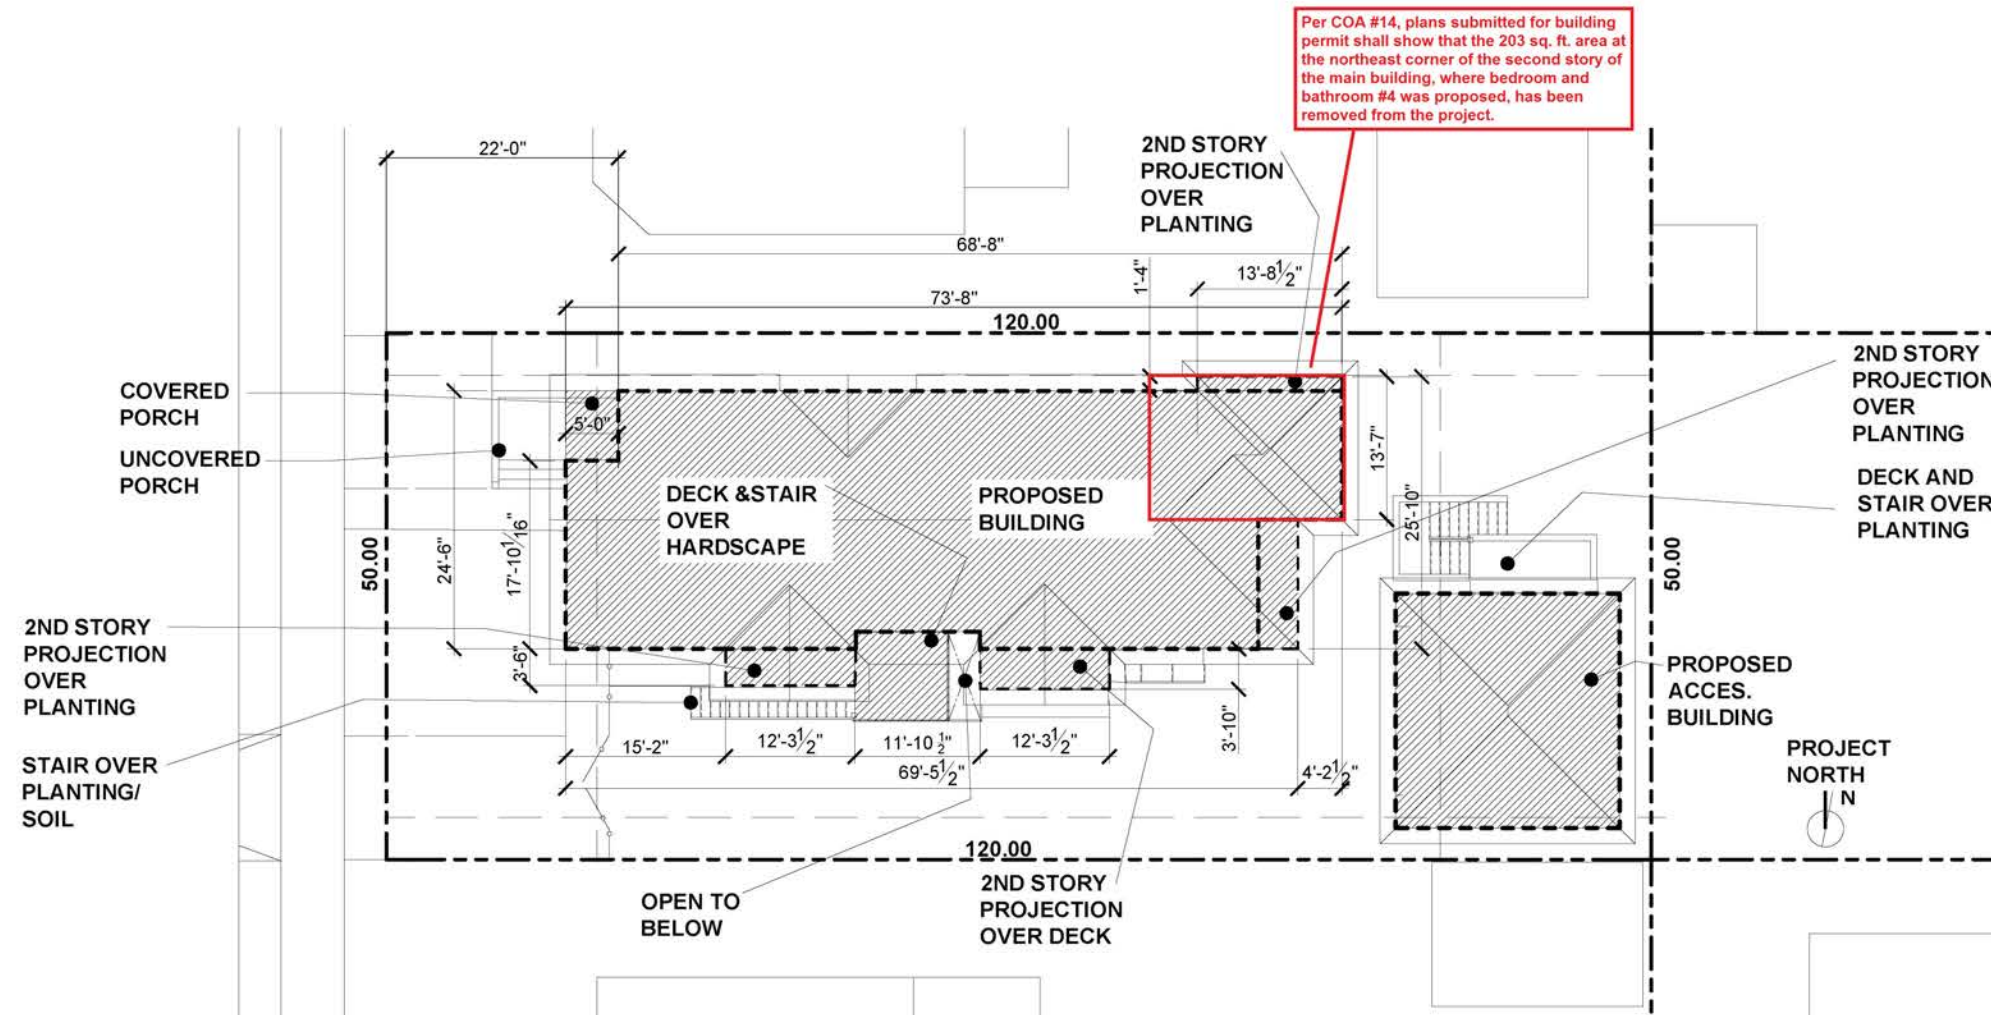 Per COA #14, plans submitted for building
permit shall show that the 203 sq. ft. area at
the northeast corner of the second story of
the main building, where bedroom and
bathroom #4 was proposed, has been
removed from the project.
2ND STORY
PROJECTION
OVER
PLANTING
22'-0"
68'-8"
1'-4"
13'-8½"
73'-8"
120.00
2ND STORY
PROJECTION
OVER
PLANTING
COVERED
PORCH
5'-0"
UNCOVERED
PORCH
13'-7"
25'-10"
DECK AND
STAIR OVER
PLANTING
DECK &STAIR
OVER
HARDSCAPE
PROPOSED
BUILDING
50.00
24'-6"
17'-10 1/16"
50.00
2ND STORY
PROJECTION
OVER
PLANTING
3'-6"
PROPOSED
ACCES.
BUILDING
STAIR OVER
PLANTING/
SOIL
15'-2"
12'-3½"
11'-10 ½"
12'-3½"
3'-10"
69'-5½"
4'-2½"
PROJECT
NORTH
N
120.00
OPEN TO
BELOW
2ND STORY
PROJECTION
OVER DECK